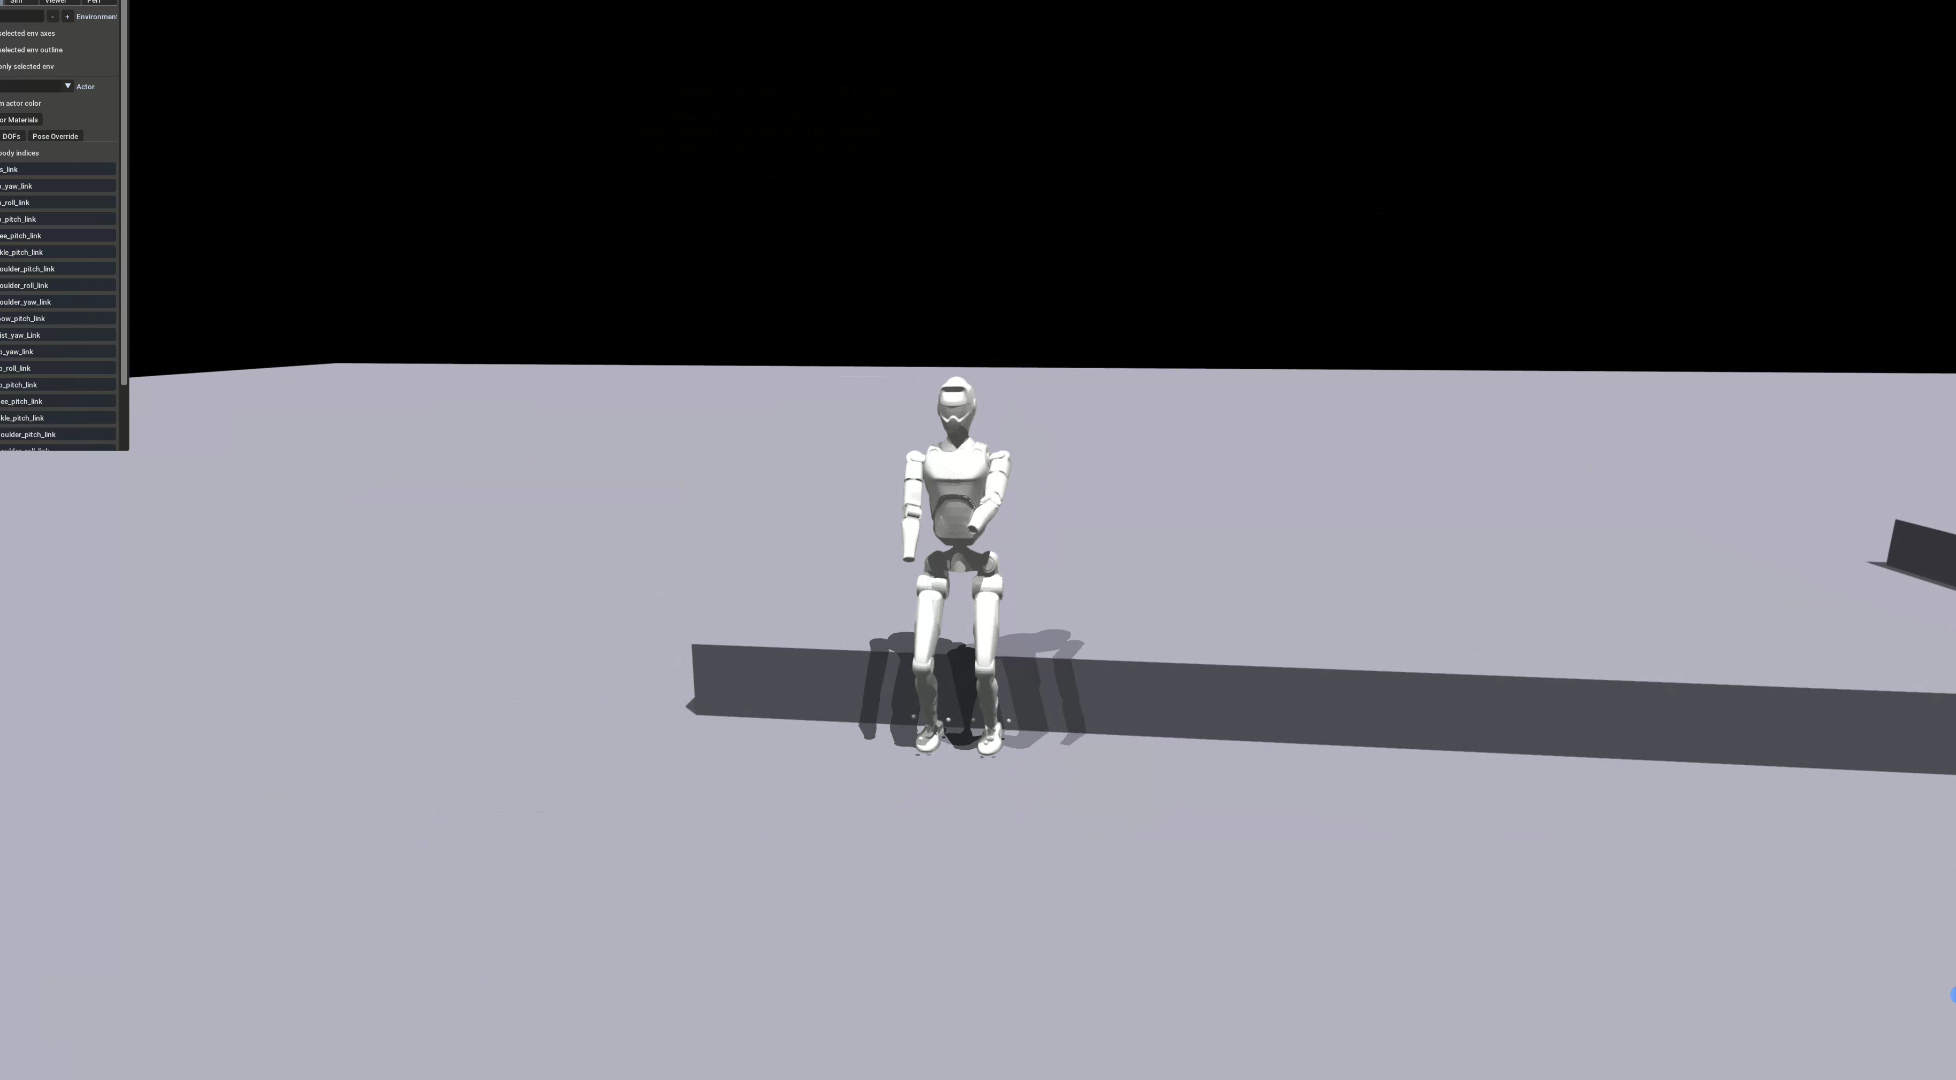 Sim Viewer Perf
- + Environment
selected env axes
selected env outline
only selected env
Actor
m actor color
or Materials
DOFs Pose Override
body indices
s_link
_yaw_link
_roll_link
_pitch_link
ee_pitch_link
kle_pitch_link
oulder_pitch_link
oulder_roll_link
oulder_yaw_link
ow_pitch_link
ist_yaw_Link
_yaw_link
_roll_link
_pitch_link
ee_pitch_link
kle_pitch_link
oulder_pitch_link